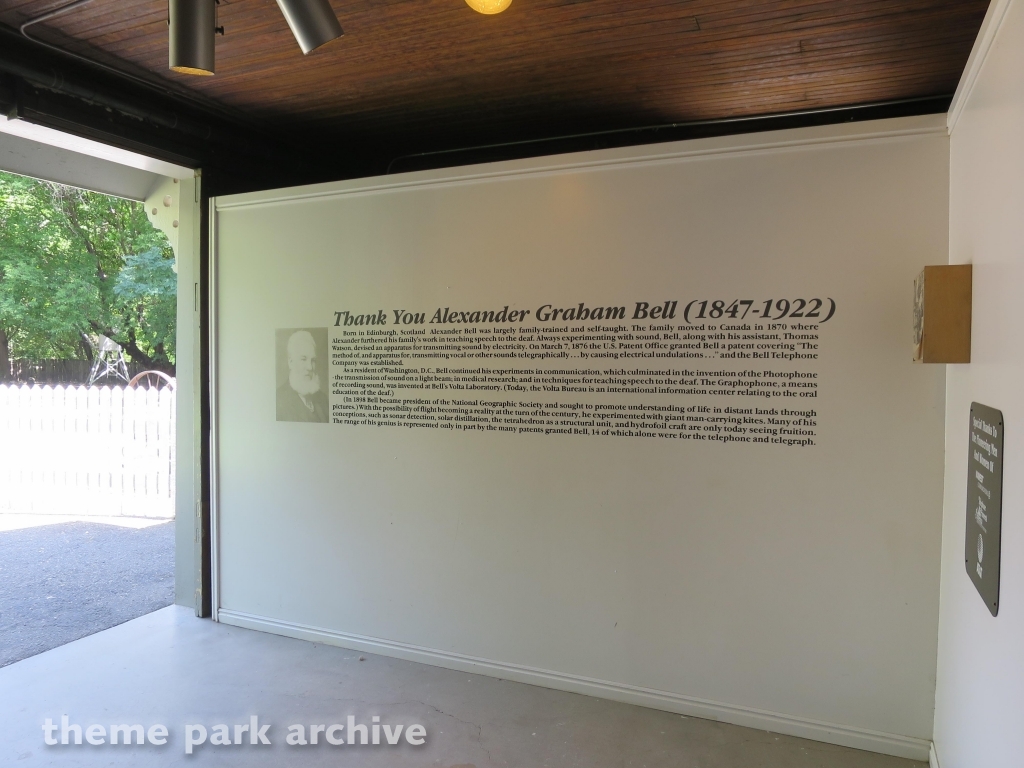 Thank You Alexander Graham Bell (1847-1922)
Born in Edinburgh, Scotland Alexander Bell was largely family-trained and self-taught. The family moved to Canada in 1870 where
Alexander furthered his family's work in teaching speech to the deaf. Always experimenting with sound, Bell, along with his assistant, Thomas
Watson, devised an apparatus for transmitting sound by electricity. On March 7, 1876 the U.S. Patent Office granted Bell a patent covering "The
method of, and apparatus for, transmitting vocal or other sounds telegraphically . . . by causing electrical undulations . . ." and the Bell Telephone
Company was established.
As a resident of Washington, D.C., Bell continued his experiments in communication, which culminated in the invention of the Photophone
-the transmission of sound on a light beam; in medical research; and in techniques for teaching speech to the deaf. The Graphophone, a means
of recording sound, was invented at Bell's Volta Laboratory. (Today, the Volta Bureau is an international information center relating to the oral
education of the deaf.)
(In 1898 Bell became president of the National Geographic Society and sought to promote understanding of life in distant lands through
pictures.) With the possibility of flight becoming a reality at the turn of the century, he experimented with giant man-carrying kites. Many of his
conceptions, such as sonar detection, solar distillation, the tetrahedron as a structural unit, and hydrofoil craft are only today seeing fruition.
The range of his genius is represented only in part by the many patents granted Bell, 14 of which alone were for the telephone and telegraph.
Special Thanks To
The Pioneering Men
And Women Of
theme park archive